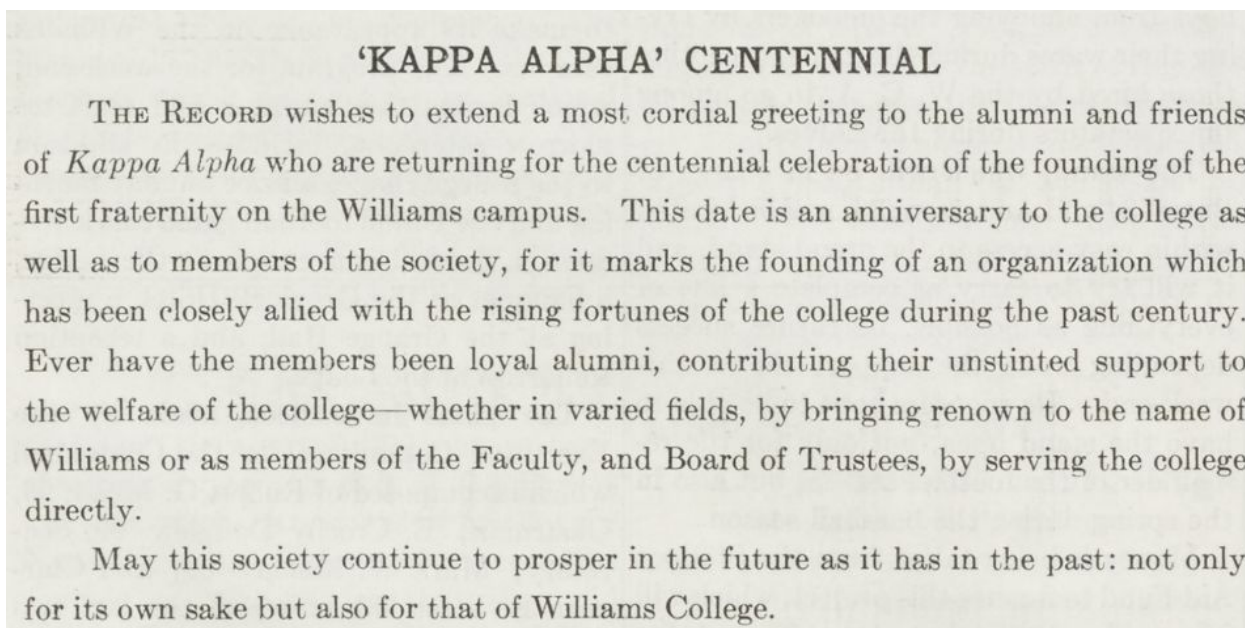 'KAPPA ALPHA CENTENNIAL
THE RECORD wishes to extend a most cordial greeting to the alumni and friends
of Kappa Alpha who are returning for the centennial celebration of the founding of the
first fraternity on the Williams campus. This date is an anniversary to the college as
well as to members of the society, for it marks the founding of an organization which
has been closely allied with the rising fortunes of the college during the past century.
Ever have the members been loyal alumni, contributing their unstinted support to
the welfare of the college—whether in varied fields, by bringing renown to the name of
Williams or as members of the Faculty, and Board of Trustees, by serving the college
directly.
May this society continue to prosper in the future as it has in the past: not only
for its own sake but also for that of Williams College.